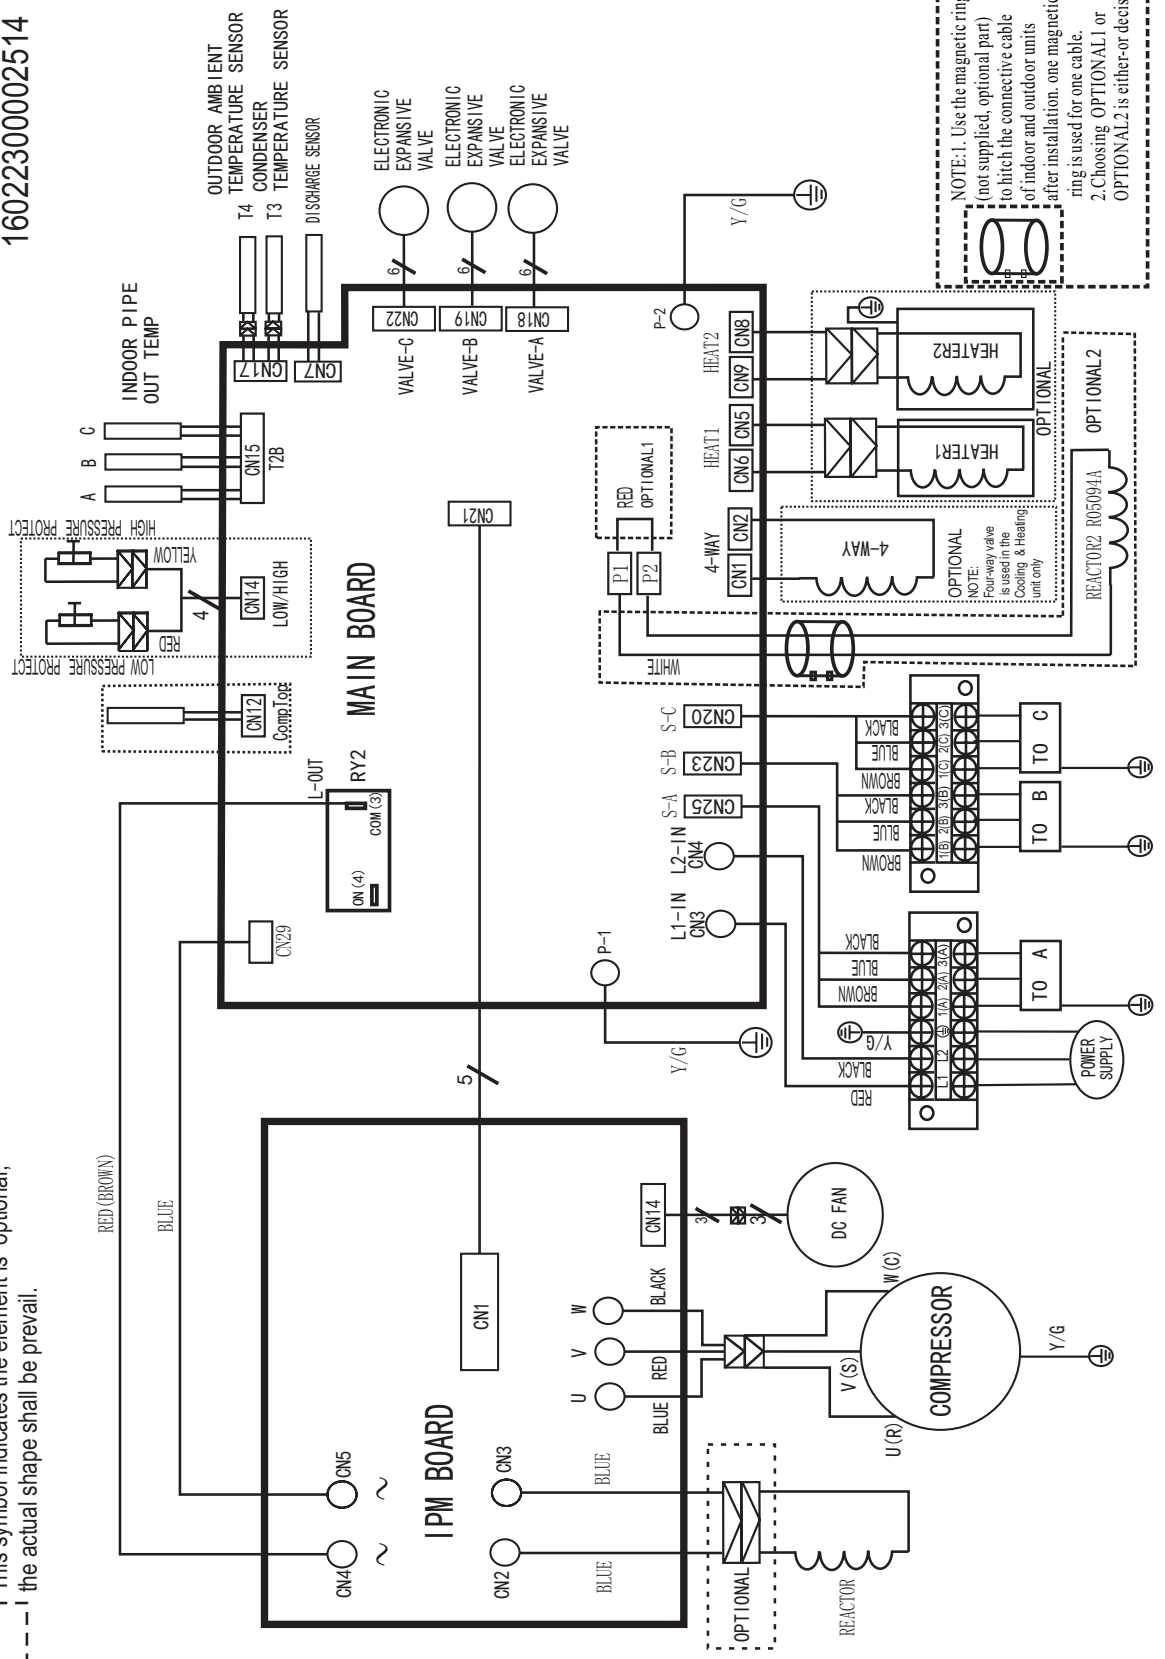 16022300002514
This symbol indicates the element is optional,
the actual shape shall be prevail.
RED(BROWN)
BLUE
LOW PRESSURE PROTECT
HIGH PRESSURE PROTECT
RED
YELLOW
4
CN14
LOW/HIGH
CN12
CompTop
A
B
C
INDOOR PIPE
OUT TEMP
CN15
T2B
OUTDOOR AMBIENT
TEMPERATURE SENSOR
T4
CONDENSER
T3 TEMPERATURE SENSOR
DISCHARGE SENSOR
CN17
CN7
ELECTRONIC
EXPANSIVE
VALVE
ELECTRONIC
EXPANSIVE
VALVE
ELECTRONIC
EXPANSIVE
VALVE
6
6
6
CN22
CN19
CN18
VALVE-C
VALVE-B
VALVE-A
P-2
Y/G
CN29
L-OUT
RY2
COM(3)
ON(4)
MAIN BOARD
CN21
5
P-1
Y/G
L1-IN
CN3
L2-IN
CN4
S-A
CN25
S-B
CN23
S-C
CN20
4-WAY
CN1
CN2
HEAT1
CN6
CN5
HEAT2
CN9
CN8
RED
OPTIONAL1
P1
P2
WHITE
4-WAY
OPTIONAL
NOTE:
Four-way valve
is used in the
Cooling & Heating
unit only
HEATER1
HEATER2
OPTIONAL
OPTIONAL2
REACTOR2 R05094A
NOTE:1. Use the magnetic ring
(not supplied, optional part)
to hitch the connective cable
of indoor and outdoor units
after installation. one magnetic
ring is used for one cable.
2.Choosing OPTIONAL1 or
OPTIONAL2 is either-or
CN4
CN5
~
~
IPM BOARD
CN2
CN3
BLUE
BLUE
OPTIONAL
REACTOR
CN1
U
V
W
BLUE
RED
BLACK
CN14
3
3
DC FAN
U(R)
V(S)
W(C)
COMPRESSOR
Y/G
RED
BLACK
Y/G
BROWN
BLUE
BLACK
L1
L2
1(A)
2(A)
3(A)
POWER
SUPPLY
TO A
BROWN
BLUE
BLACK
BROWN
BLUE
BLACK
1(B)
2(B)
3(B)
1(C)
2(C)
3(C)
TO B
TO C